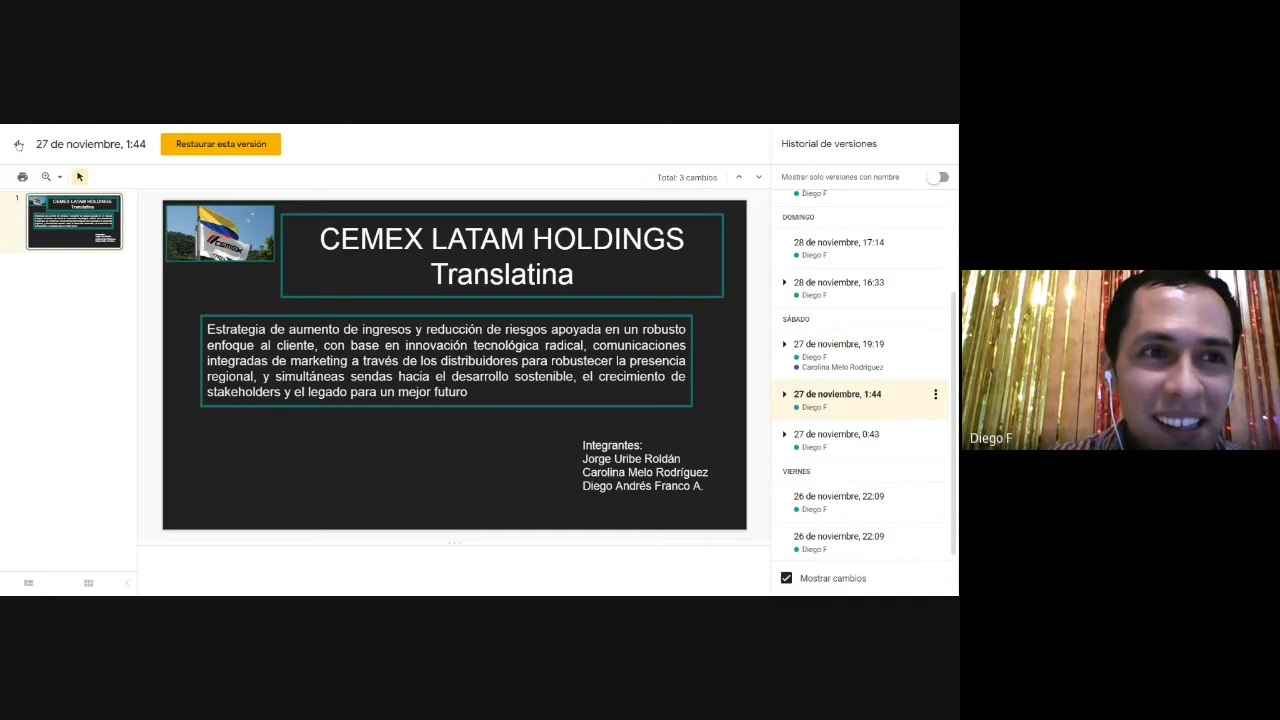 27 de noviembre, 1:44
Restaurar esta versión
Historial de versiones
Total: 3 cambios
Mostrar solo versiones con nombre
1
CEMEX LATAM HOLDINGS
Translatina
CEMEX
CEMEX LATAM HOLDINGS
Translatina
Estrategia de aumento de ingresos y reducción de riesgos apoyada en un robusto
enfoque al cliente, con base en innovación tecnológica radical, comunicaciones
integradas de marketing a través de los distribuidores para robustecer la presencia
regional, y simultáneas sendas hacia el desarrollo sostenible, el crecimiento de
stakeholders y el legado para un mejor futuro
Integrantes:
Jorge Uribe Roldán
Carolina Melo Rodríguez
Diego Andrés Franco A.
Diego F
DOMINGO
28 de noviembre, 17:14
Diego F
28 de noviembre, 16:33
Diego F
SÁBADO
27 de noviembre, 19:19
Diego F
Carolina Melo Rodriguez
27 de noviembre, 1:44
Diego F
27 de noviembre, 0:43
Diego F
VIERNES
26 de noviembre, 22:09
Diego F
26 de noviembre, 22:09
Diego F
Mostrar cambios
Diego F